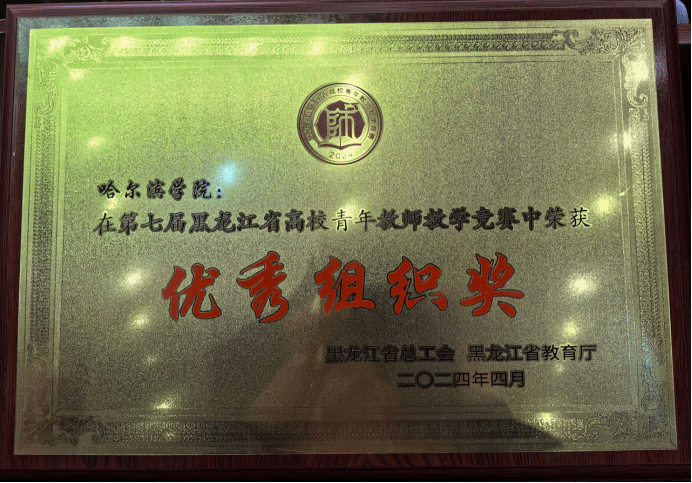 师
2024
哈尔滨学院：
在第七届黑龙江省高校青年教师教学竞赛中荣获
优秀组织奖
黑龙江省总工会 黑龙江省教育厅
二〇二四年四月